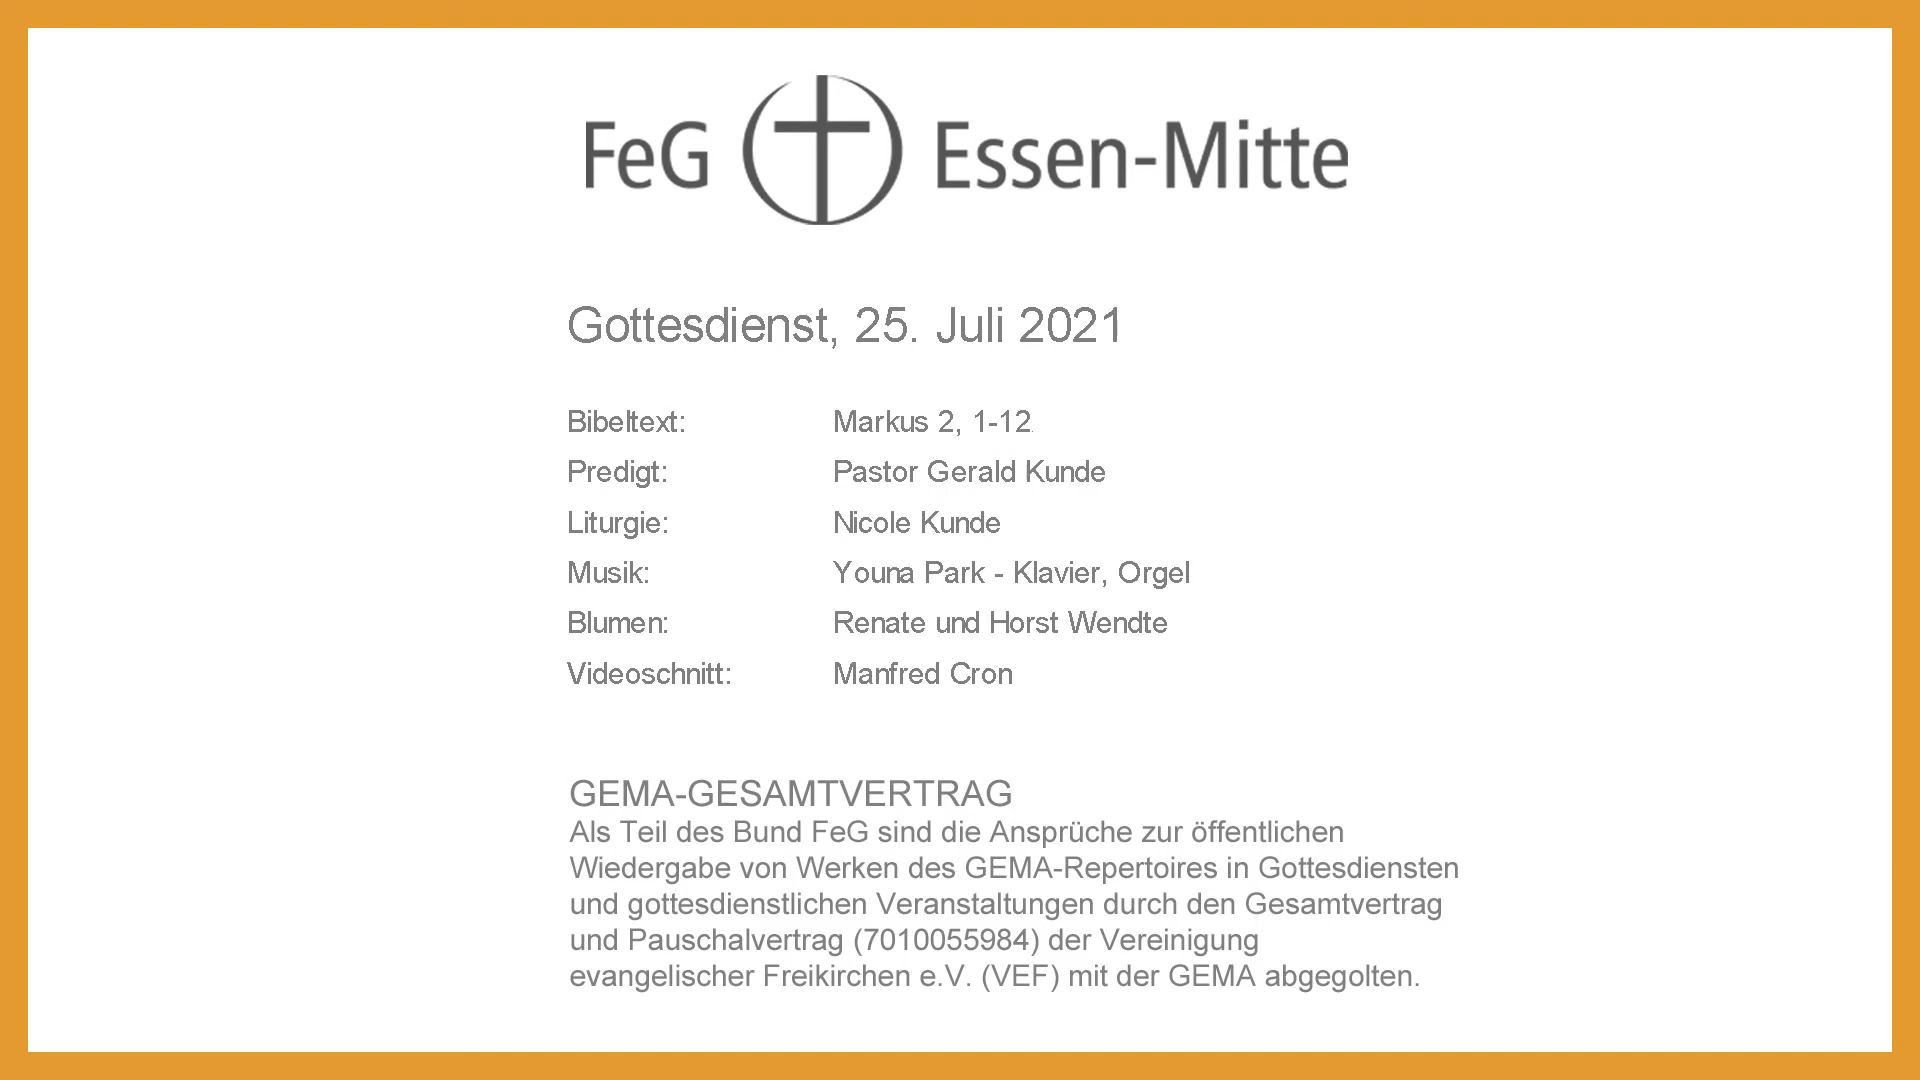 FeG Essen-Mitte
Gottesdienst, 25. Juli 2021
Bibeltext: Markus 2, 1-12
Predigt: Pastor Gerald Kunde
Liturgie: Nicole Kunde
Musik: Youna Park - Klavier, Orgel
Blumen: Renate und Horst Wendte
Videoschnitt: Manfred Cron
GEMA-GESAMTVERTRAG
Als Teil des Bund FeG sind die Ansprüche zur öffentlichen
Wiedergabe von Werken des GEMA-Repertoires in Gottesdiensten
und gottesdienstlichen Veranstaltungen durch den Gesamtvertrag
und Pauschalvertrag (7010055984) der Vereinigung
evangelischer Freikirchen e.V. (VEF) mit der GEMA abgegolten.